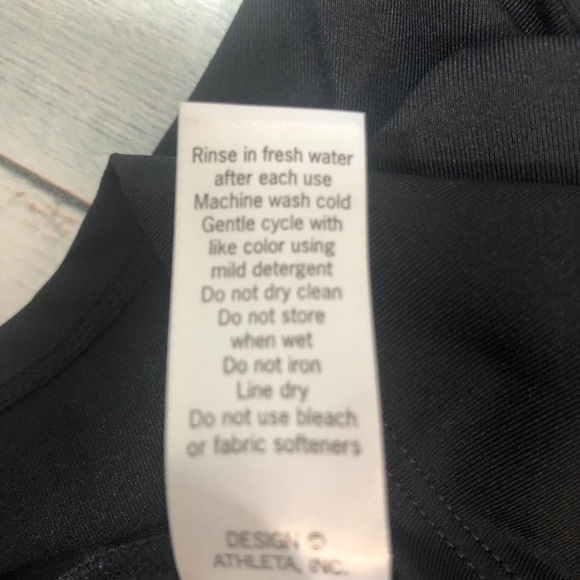 Rinse in fresh water
after each use
Machine wash cold
Gentle cycle with
like color using
mild detergent
Do not dry clean
Do not store
when wet
Do not iron
Line dry
Do not use bleach
or fabric softeners
DESIGN ©
ATHLETA, INC.